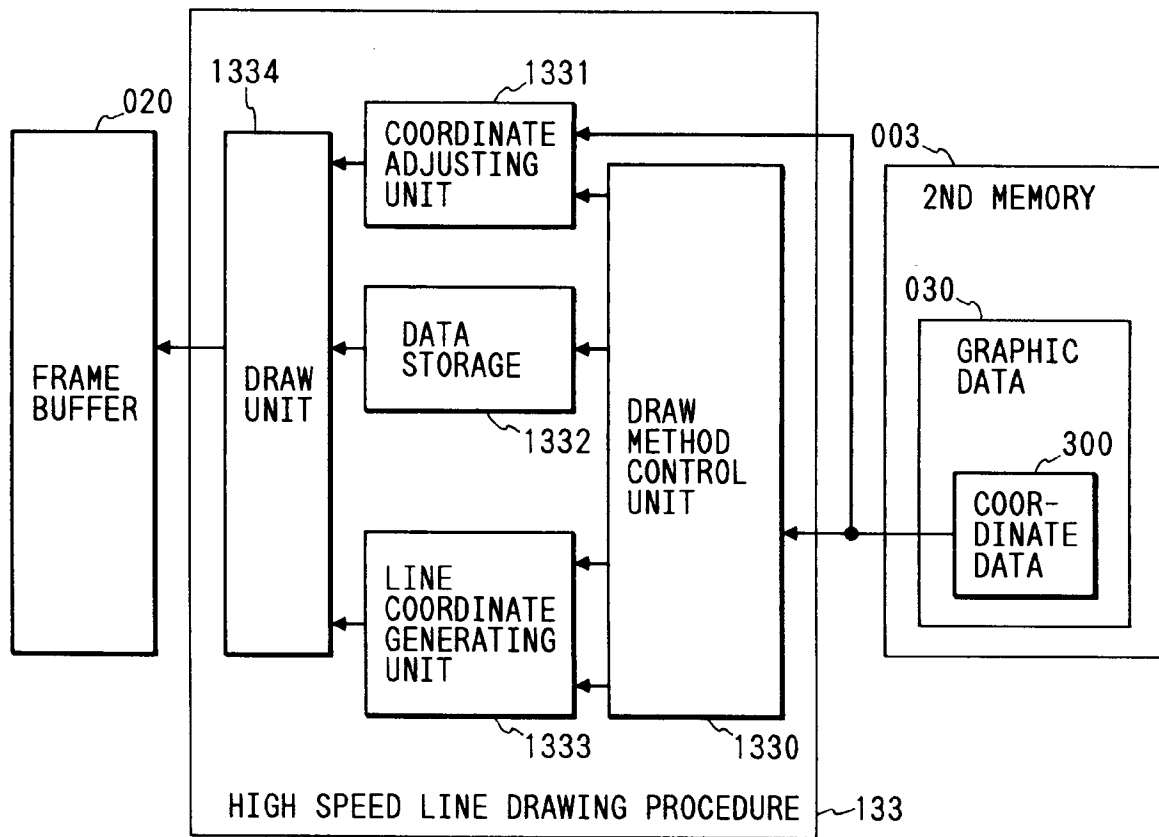 020
FRAME
BUFFER
1334
DRAW
UNIT
1331
COORDINATE
ADJUSTING
UNIT
DATA
STORAGE
1332
LINE
COORDINATE
GENERATING
UNIT
1333
DRAW
METHOD
CONTROL
UNIT
1330
HIGH SPEED LINE DRAWING PROCEDURE
133
003
2ND MEMORY
030
GRAPHIC
DATA
300
COOR-
DINATE
DATA